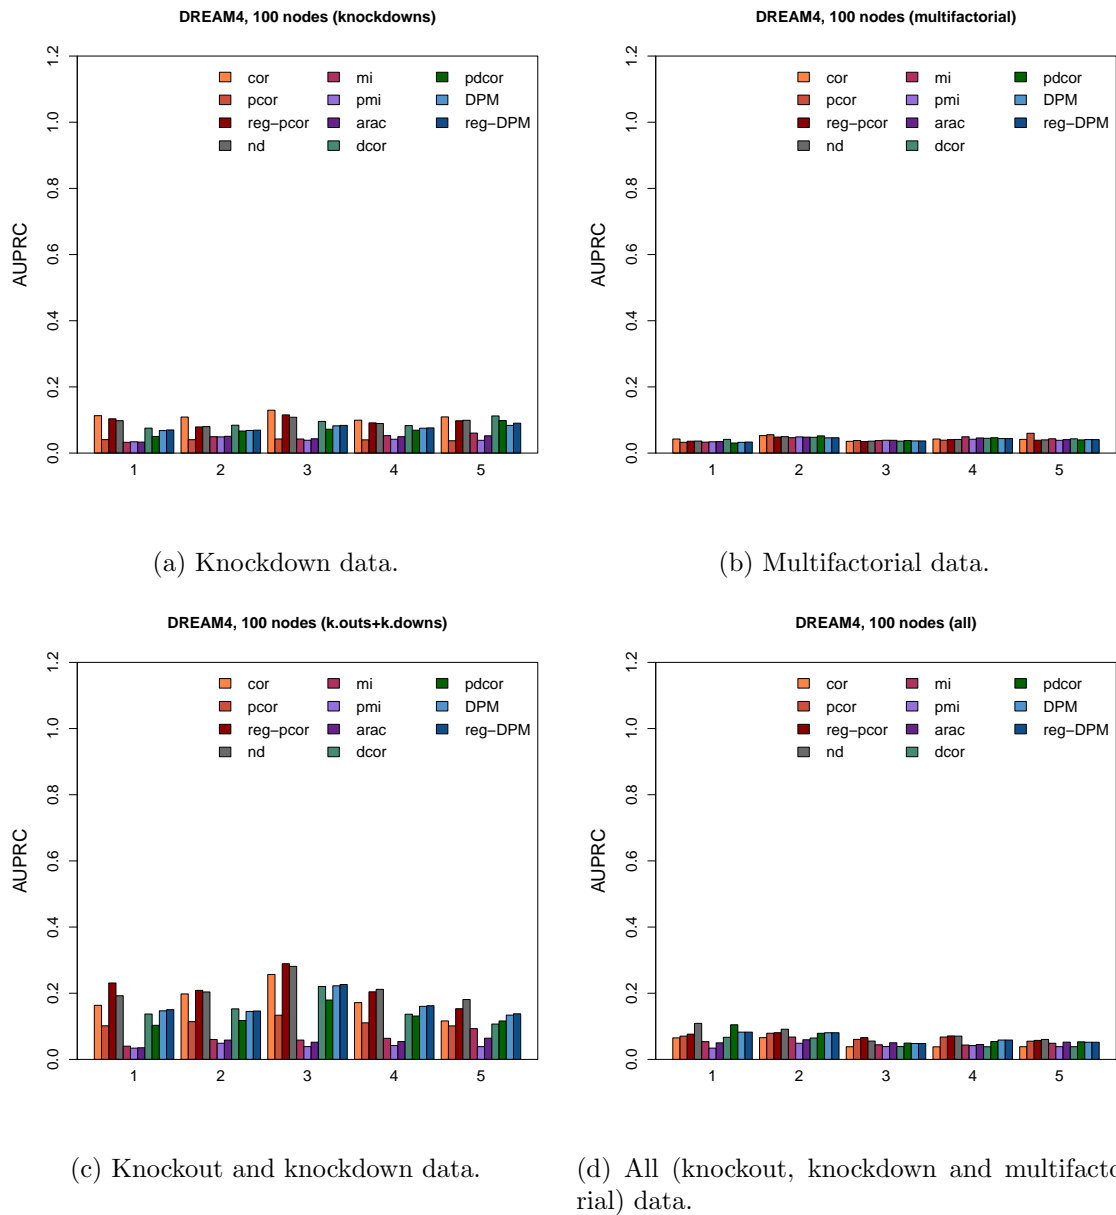 DREAM4, 100 nodes (knockdowns)
AUPRC
0.0 0.2 0.4 0.6 0.8 1.0 1.2
cor mi pdcor
pcor pmi DPM
reg−pcor arac reg−DPM
nd dcor
1 2 3 4 5
(a) Knockdown data.
DREAM4, 100 nodes (multifactorial)
AUPRC
0.0 0.2 0.4 0.6 0.8 1.0 1.2
cor mi pdcor
pcor pmi DPM
reg−pcor arac reg−DPM
nd dcor
1 2 3 4 5
(b) Multifactorial data.
DREAM4, 100 nodes (k.outs+k.downs)
AUPRC
0.0 0.2 0.4 0.6 0.8 1.0 1.2
cor mi pdcor
pcor pmi DPM
reg−pcor arac reg−DPM
nd dcor
1 2 3 4 5
(c) Knockout and knockdown data.
DREAM4, 100 nodes (all)
AUPRC
0.0 0.2 0.4 0.6 0.8 1.0 1.2
cor mi pdcor
pcor pmi DPM
reg−pcor arac reg−DPM
nd dcor
1 2 3 4 5
(d) All (knockout, knockdown and multifacto
rial) data.